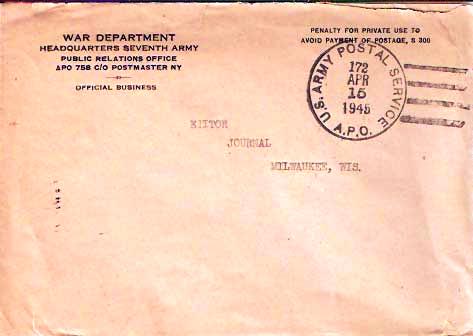 WAR DEPARTMENT
HEADQUARTERS SEVENTH ARMY
PUBLIC RELATIONS OFFICE
APO 758 C/O POSTMASTER NY
OFFICIAL BUSINESS
PENALTY FOR PRIVATE USE TO
AVOID PAYMENT OF POSTAGE, $ 300
U.S. ARMY POSTAL SERVICE
172
APR
15
1945
A.P.O.
EDITOR
JOURNAL
MILWAUKEE, WIS.